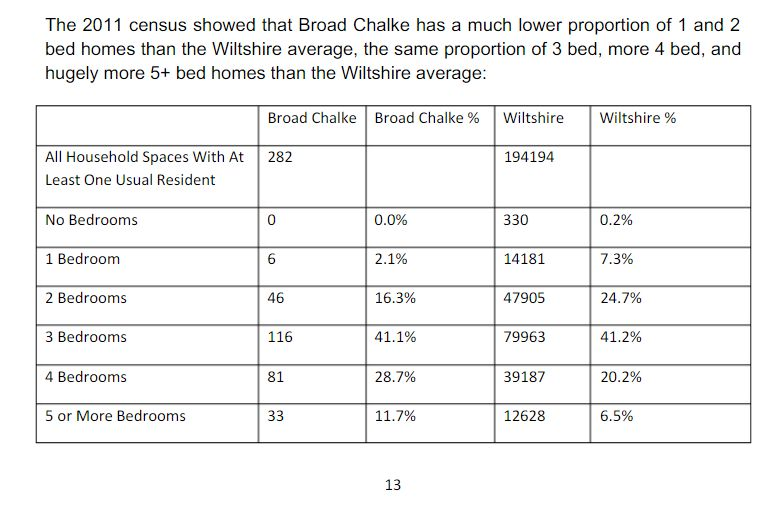 The 2011 census showed that Broad Chalke has a much lower proportion of 1 and 2
bed homes than the Wiltshire average, the same proportion of 3 bed, more 4 bed, and
hugely more 5+ bed homes than the Wiltshire average:
Broad Chalke Broad Chalke % Wiltshire Wiltshire %
All Household Spaces With At 282 194194
Least One Usual Resident
No Bedrooms 0 0.0% 330 0.2%
1 Bedroom 6 2.1% 14181 7.3%
2 Bedrooms 46 16.3% 47905 24.7%
3 Bedrooms 116 41.1% 79963 41.2%
4 Bedrooms 81 28.7% 39187 20.2%
5 or More Bedrooms 33 11.7% 12628 6.5%
13